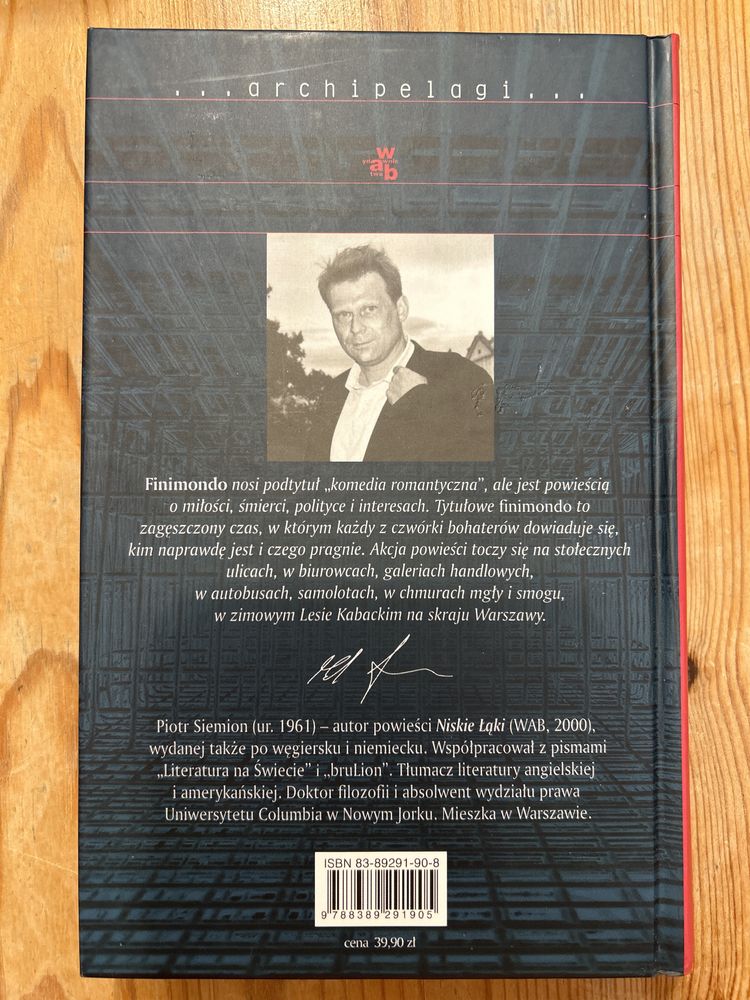 ...archipelagi...
w
ydawnic
ab
two
Finimondo nosi podtytuł „komedia romantyczna”, ale jest powieścią
o miłości, śmierci, polityce i interesach. Tytułowe finimondo to
zagęszczony czas, w którym każdy z czwórki bohaterów dowiaduje się,
kim naprawdę jest i czego pragnie. Akcja powieści toczy się na stołecznych
ulicach, w biurowcach, galeriach handlowych,
w autobusach, samolotach, w chmurach mgły i smogu,
w zimowym Lesie Kabackim na skraju Warszawy.
Piotr Siemion (ur. 1961) – autor powieści Niskie Łąki (WAB, 2000),
wydanej także po węgiersku i niemiecku. Współpracował z pismami
„Literatura na Świecie” i „bruLion”. Tłumacz literatury angielskiej
i amerykańskiej. Doktor filozofii i absolwent wydziału prawa
Uniwersytetu Columbia w Nowym Jorku. Mieszka w Warszawie.
ISBN 83-89291-90-8
9 788389 291905
cena 39,90 zł